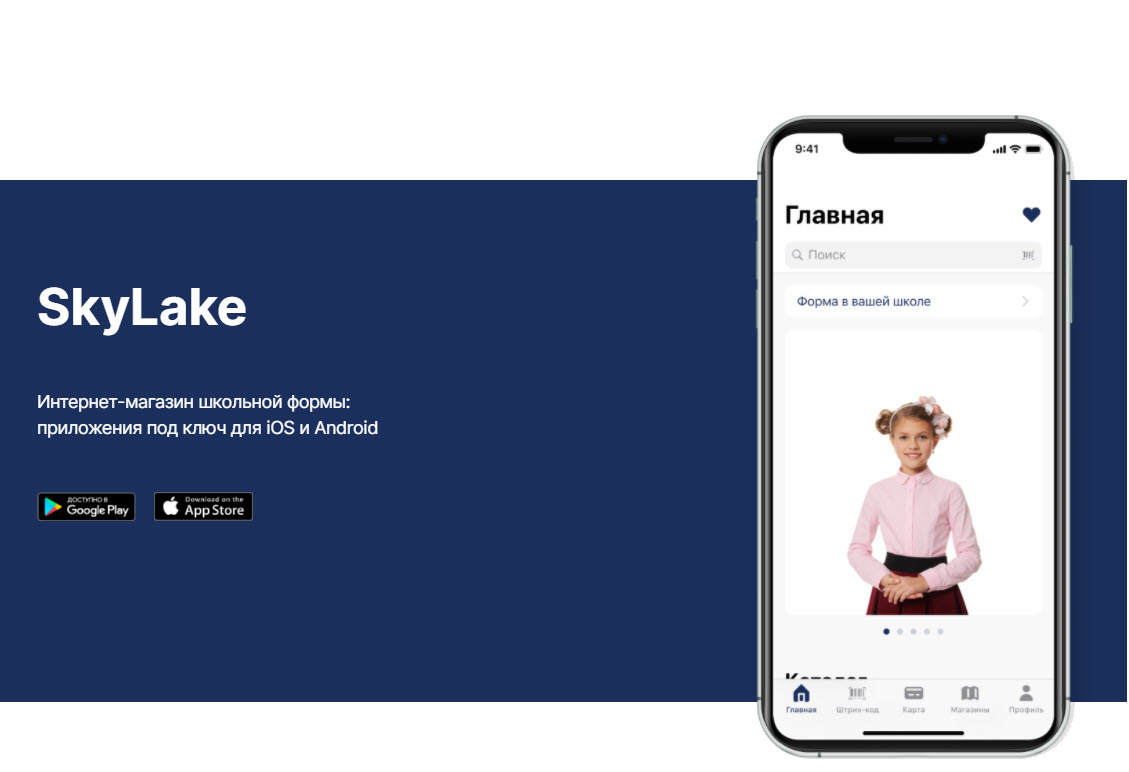 SkyLake
Интернет-магазин школьной формы:
приложения под ключ для iOS и Android
ДОСТУПНО В
Google Play
Download on the
App Store
9:41
Главная
Поиск
Форма в вашей школе
Каталог
Главная
Штрих-код
Карта
Магазины
Профиль